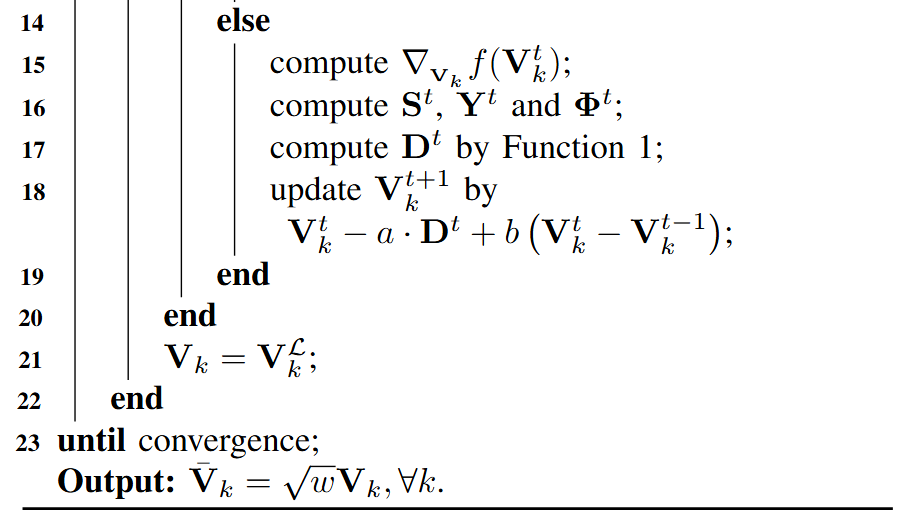 14 else
15 compute ∇_{𝐕_k} f(𝐕_k^t);
16 compute 𝐒^t, 𝐘^t and 𝚽^t;
17 compute 𝐃^t by Function 1;
18 update 𝐕_k^{t+1} by
𝐕_k^t − a · 𝐃^t + b (𝐕_k^t − 𝐕_k^{t−1});
19 end
20 end
21 𝐕_k = 𝐕_k^ℒ;
22 end
23 until convergence;
Output: \bar{𝐕}_k = √w 𝐕_k, ∀k.